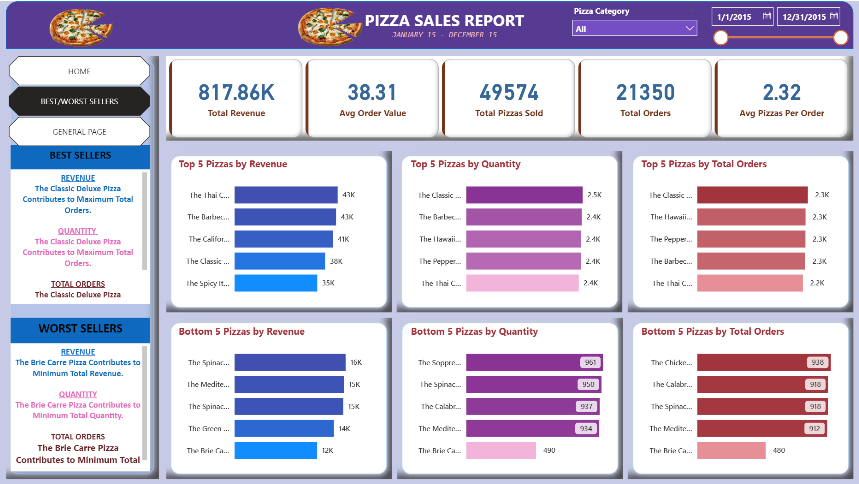 PIZZA SALES REPORT
JANUARY 15 - DECEMBER 15
Pizza Category
All
1/1/2015
12/31/2015
HOME
BEST/WORST SELLERS
GENERAL PAGE
BEST SELLERS
REVENUE
The Classic Deluxe Pizza
Contributes to Maximum Total
Orders.
QUANTITY
The Classic Deluxe Pizza
Contributes to Maximum Total
Orders.
TOTAL ORDERS
The Classic Deluxe Pizza
WORST SELLERS
REVENUE
The Brie Carre Pizza Contributes to
Minimum Total Revenue.
QUANTITY
The Brie Carre Pizza Contributes to
Minimum Total Quantity.
TOTAL ORDERS
The Brie Carre Pizza
Contributes to Minimum Total
817.86K
Total Revenue
38.31
Avg Order Value
49574
Total Pizzas Sold
21350
Total Orders
2.32
Avg Pizzas Per Order
Top 5 Pizzas by Revenue
The Thai C... 43K
The Barbec... 43K
The Califor... 41K
The Classic ... 38K
The Spicy It... 35K
Top 5 Pizzas by Quantity
The Classic ... 2.5K
The Barbec... 2.4K
The Hawaii... 2.4K
The Pepper... 2.4K
The Thai C... 2.4K
Top 5 Pizzas by Total Orders
The Classic ... 2.3K
The Hawaii... 2.3K
The Pepper... 2.3K
The Barbec... 2.3K
The Thai C... 2.2K
Bottom 5 Pizzas by Revenue
The Spinac... 16K
The Medite... 15K
The Spinac... 15K
The Green ... 14K
The Brie Ca... 12K
Bottom 5 Pizzas by Quantity
The Soppre... 961
The Spinac... 950
The Calabr... 937
The Medite... 934
The Brie Ca... 490
Bottom 5 Pizzas by Total Orders
The Chicke... 938
The Calabr... 918
The Spinac... 918
The Medite... 912
The Brie Ca... 480